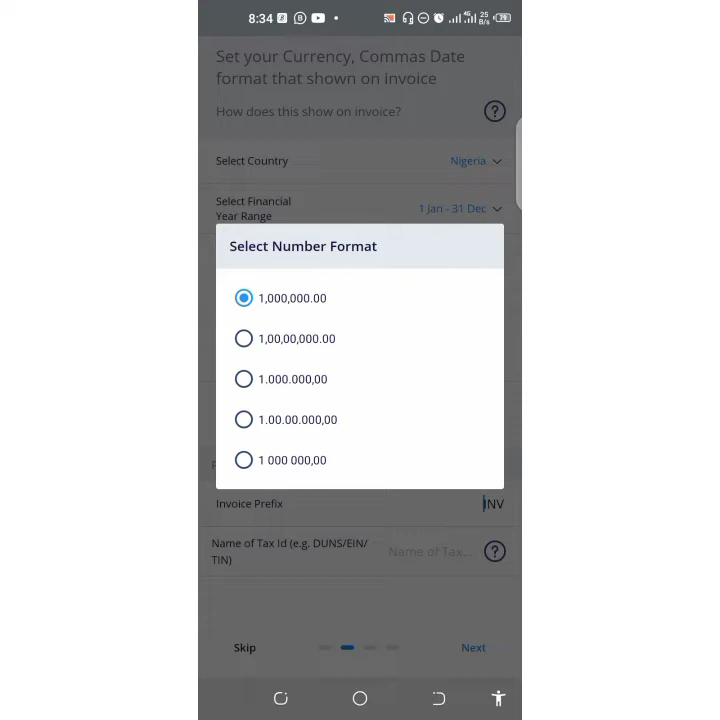 8:34
4G
25
B/s
79
Set your Currency, Commas Date
format that shown on invoice
How does this show on invoice?
?
Select Country
Nigeria
Select Financial
Year Range
1 Jan - 31 Dec
Select Number Format
1,000,000.00
1,00,00,000.00
1.000.000,00
1.00.00.000,00
1 000 000,00
Invoice Prefix
INV
Name of Tax Id (e.g. DUNS/EIN/
TIN)
Name of Tax...
?
Skip
Next